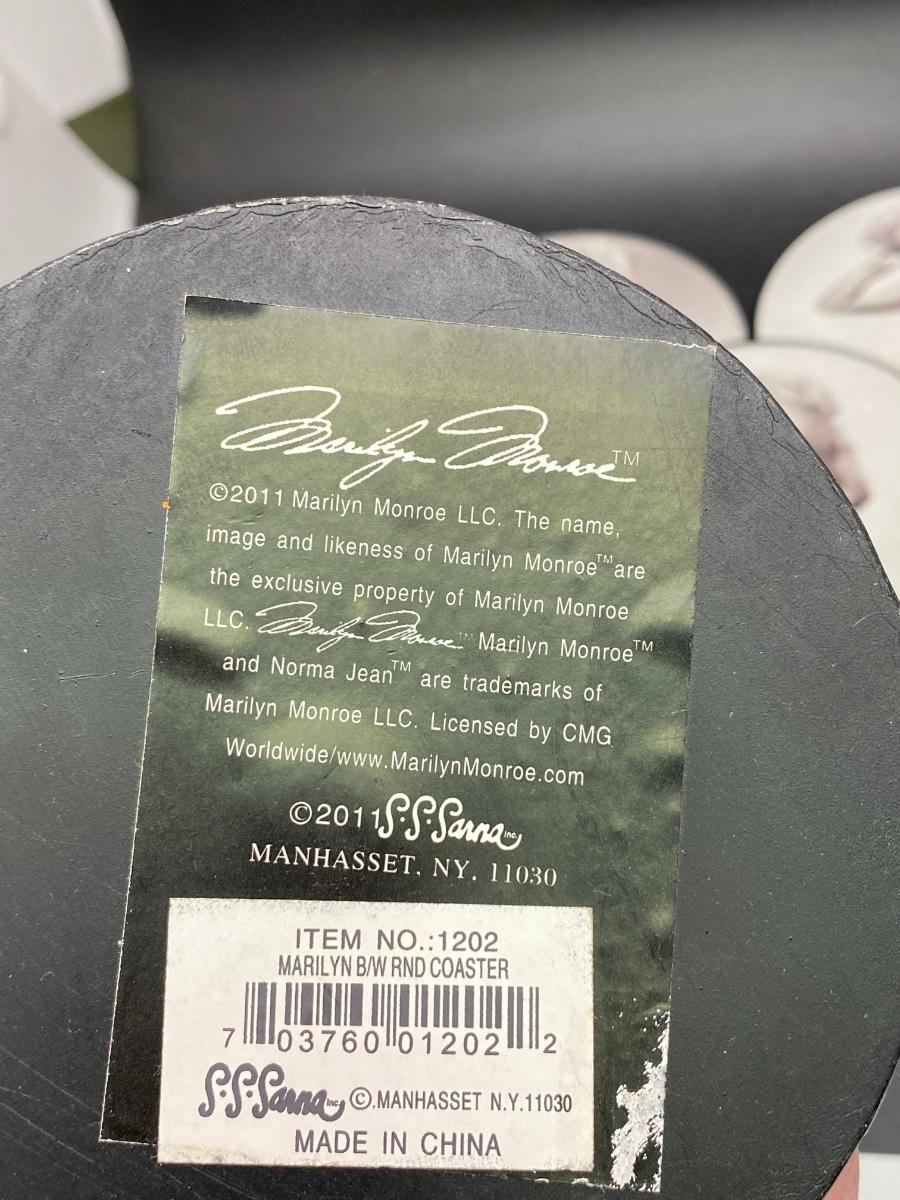 Marilyn Monroe™
©2011 Marilyn Monroe LLC. The name,
image and likeness of Marilyn Monroe™are
the exclusive property of Marilyn Monroe
LLC. Marilyn Monroe™ Marilyn Monroe™
and Norma Jean™ are trademarks of
Marilyn Monroe LLC. Licensed by CMG
Worldwide/www.MarilynMonroe.com
©2011 S.S.Sarna inc.
MANHASSET, NY. 11030
ITEM NO.:1202
MARILYN B/W RND COASTER
7 03760 01202 2
S.S.Sarna Inc. ©.MANHASSET N.Y.11030
MADE IN CHINA